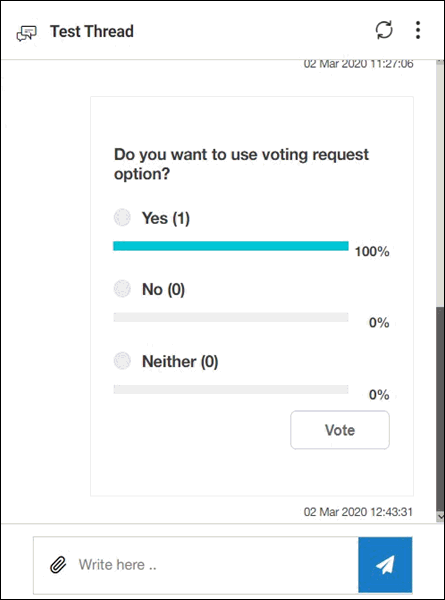 Test Thread
02 Mar 2020 11:27:06
Do you want to use voting request
option?
Yes (1)
100%
No (0)
0%
Neither (0)
0%
Vote
02 Mar 2020 12:43:31
Write here ..